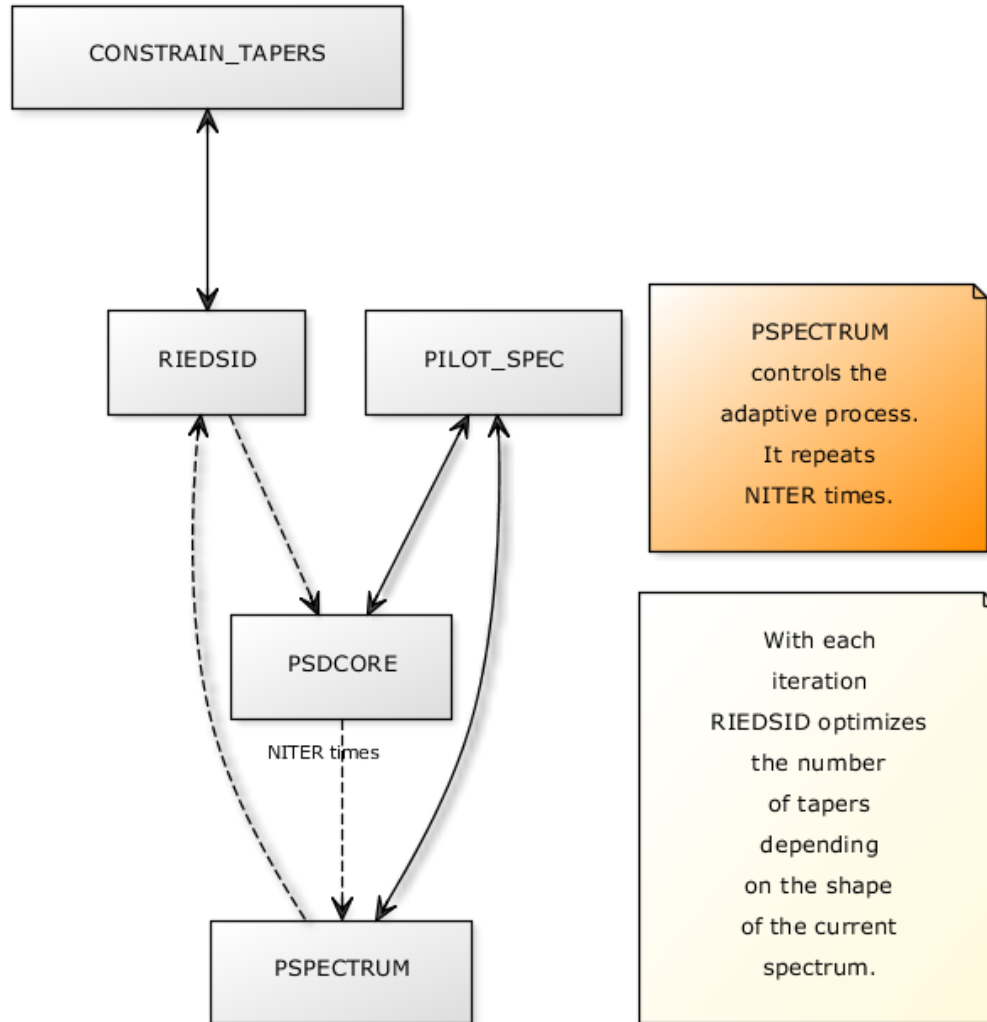 CONSTRAIN_TAPERS
RIEDSID
PILOT_SPEC
PSPECTRUM
controls the
adaptive process.
It repeats
NITER times.
PSDCORE
NITER times
With each
iteration
RIEDSID optimizes
the number
of tapers
depending
on the shape
of the current
spectrum.
PSPECTRUM